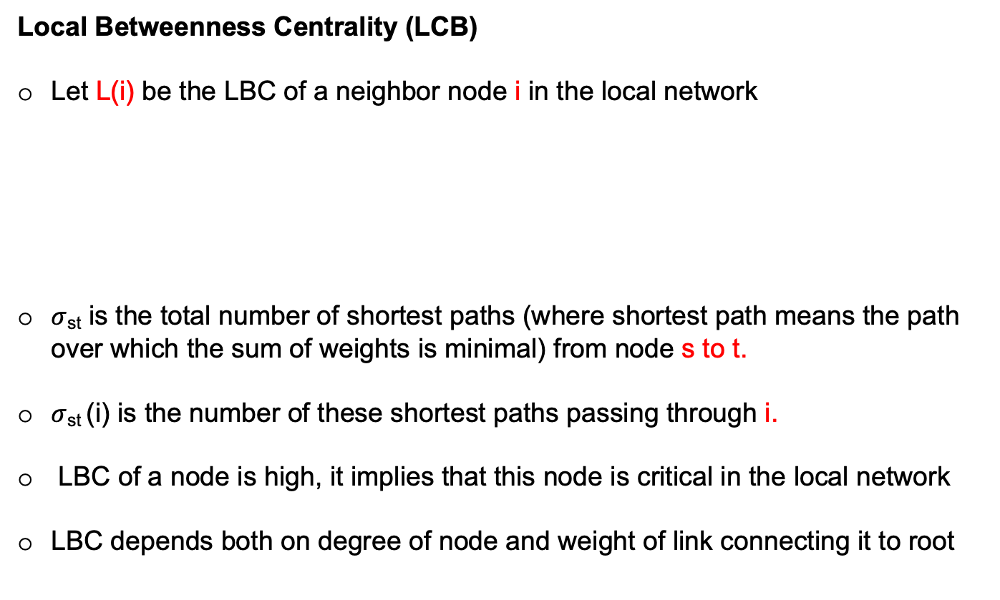 Local Betweenness Centrality (LCB)
○ Let L(i) be the LBC of a neighbor node i in the local network
○ σst is the total number of shortest paths (where shortest path means the path
over which the sum of weights is minimal) from node s to t.
○ σst (i) is the number of these shortest paths passing through i.
○ LBC of a node is high, it implies that this node is critical in the local network
○ LBC depends both on degree of node and weight of link connecting it to root